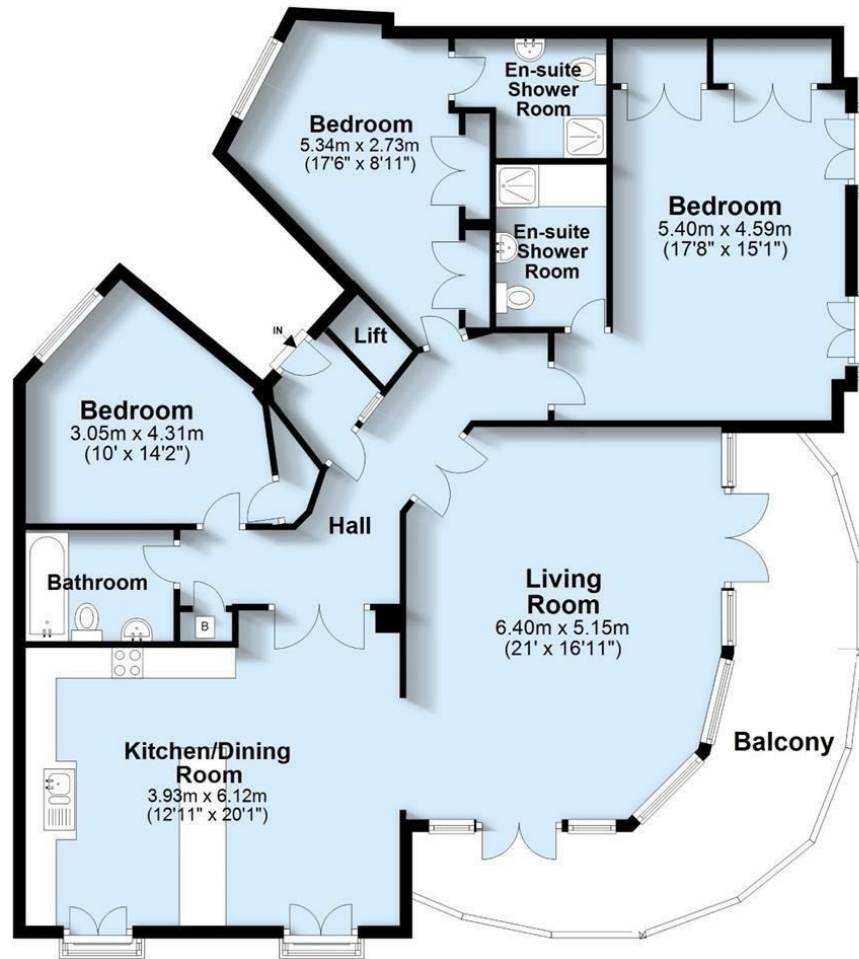 En-suite
Shower
Room
Bedroom
5.34m x 2.73m
(17'6" x 8'11")
Bedroom
5.40m x 4.59m
(17'8" x 15'1")
En-suite
Shower
Room
IN
Lift
Bedroom
3.05m x 4.31m
(10' x 14'2")
Hall
Bathroom
B
Living
Room
6.40m x 5.15m
(21' x 16'11")
Balcony
Kitchen/Dining
Room
3.93m x 6.12m
(12'11" x 20'1")